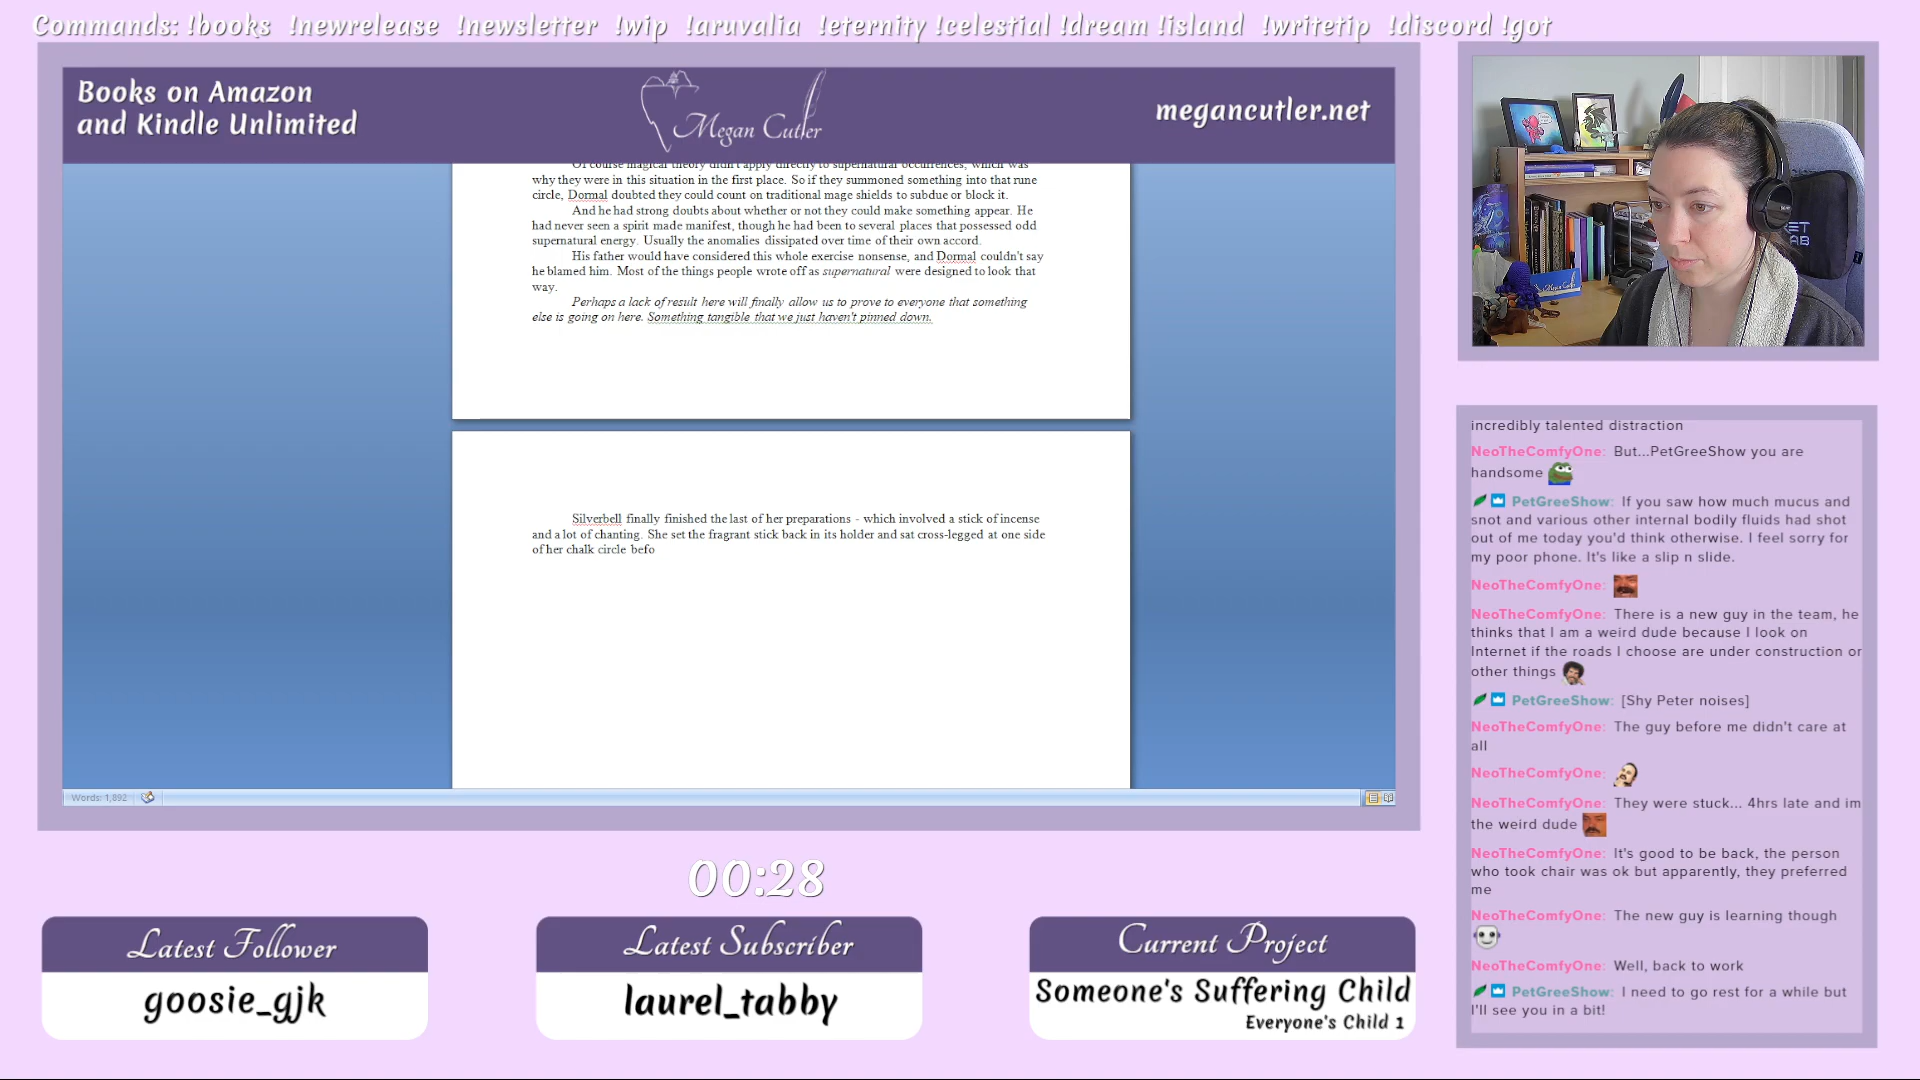 Commands: !books !newrelease !newsletter !wip !aruvalia !eternity !celestial !dream !island !writetip !discord !got
Books on Amazon
and Kindle Unlimited
Megan Cutler
megancutler.net
Of course magical theory didn't apply directly to supernatural occurrences, which was
why they were in this situation in the first place. So if they summoned something into that rune
circle, Dormal doubted they could count on traditional mage shields to subdue or block it.
And he had strong doubts about whether or not they could make something appear. He
had never seen a spirit made manifest, though he had been to several places that possessed odd
supernatural energy. Usually the anomalies dissipated over time of their own accord.
His father would have considered this whole exercise nonsense, and Dormal couldn't say
he blamed him. Most of the things people wrote off as supernatural were designed to look that
way.
Perhaps a lack of result here will finally allow us to prove to everyone that something
else is going on here. Something tangible that we just haven't pinned down.
Silverbell finally finished the last of her preparations - which involved a stick of incense
and a lot of chanting. She set the fragrant stick back in its holder and sat cross-legged at one side
of her chalk circle befo
Words: 1,892
incredibly talented distraction
NeoTheComfyOne: But...PetGreeShow you are
handsome
PetGreeShow: If you saw how much mucus and
snot and various other internal bodily fluids had shot
out of me today you'd think otherwise. I feel sorry for
my poor phone. It's like a slip n slide.
NeoTheComfyOne:
NeoTheComfyOne: There is a new guy in the team, he
thinks that I am a weird dude because I look on
Internet if the roads I choose are under construction or
other things
PetGreeShow: [Shy Peter noises]
NeoTheComfyOne: The guy before me didn't care at
all
NeoTheComfyOne:
NeoTheComfyOne: They were stuck... 4hrs late and im
the weird dude
NeoTheComfyOne: It's good to be back, the person
who took chair was ok but apparently, they preferred
me
NeoTheComfyOne: The new guy is learning though
NeoTheComfyOne: Well, back to work
PetGreeShow: I need to go rest for a while but
I'll see you in a bit!
00:28
Latest Follower
goosie_gjk
Latest Subscriber
laurel_tabby
Current Project
Someone's Suffering Child
Everyone's Child 1